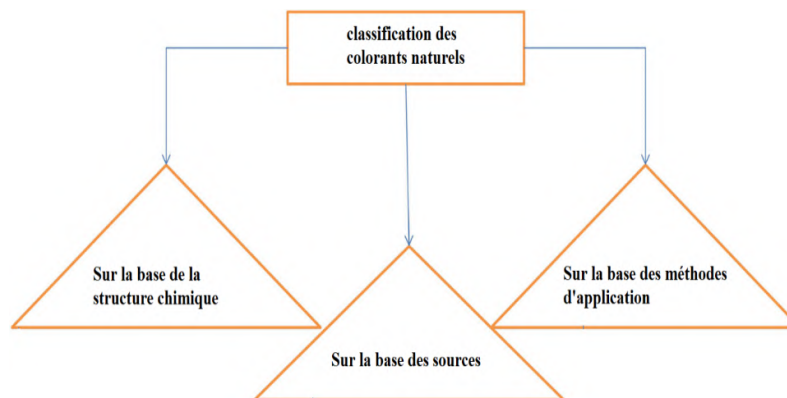 classification des
colorants naturels
Sur la base de la
structure chimique
Sur la base des sources
Sur la base des méthodes
d'application